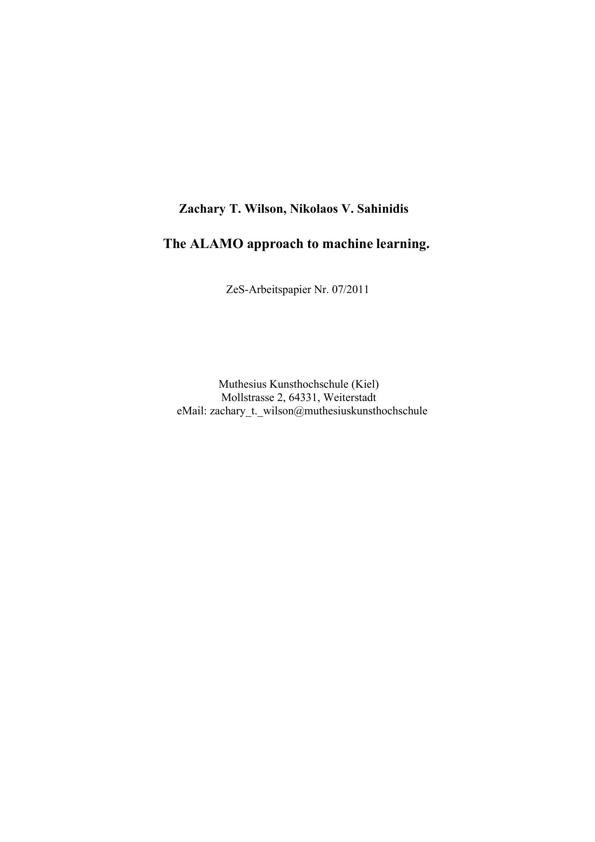 Zachary T. Wilson, Nikolaos V. Sahinidis
The ALAMO approach to machine learning.
ZeS-Arbeitspapier Nr. 07/2011
Muthesius Kunsthochschule (Kiel)
Mollstrasse 2, 64331, Weiterstadt
eMail: zachary_t._wilson@muthesiuskunsthochschule